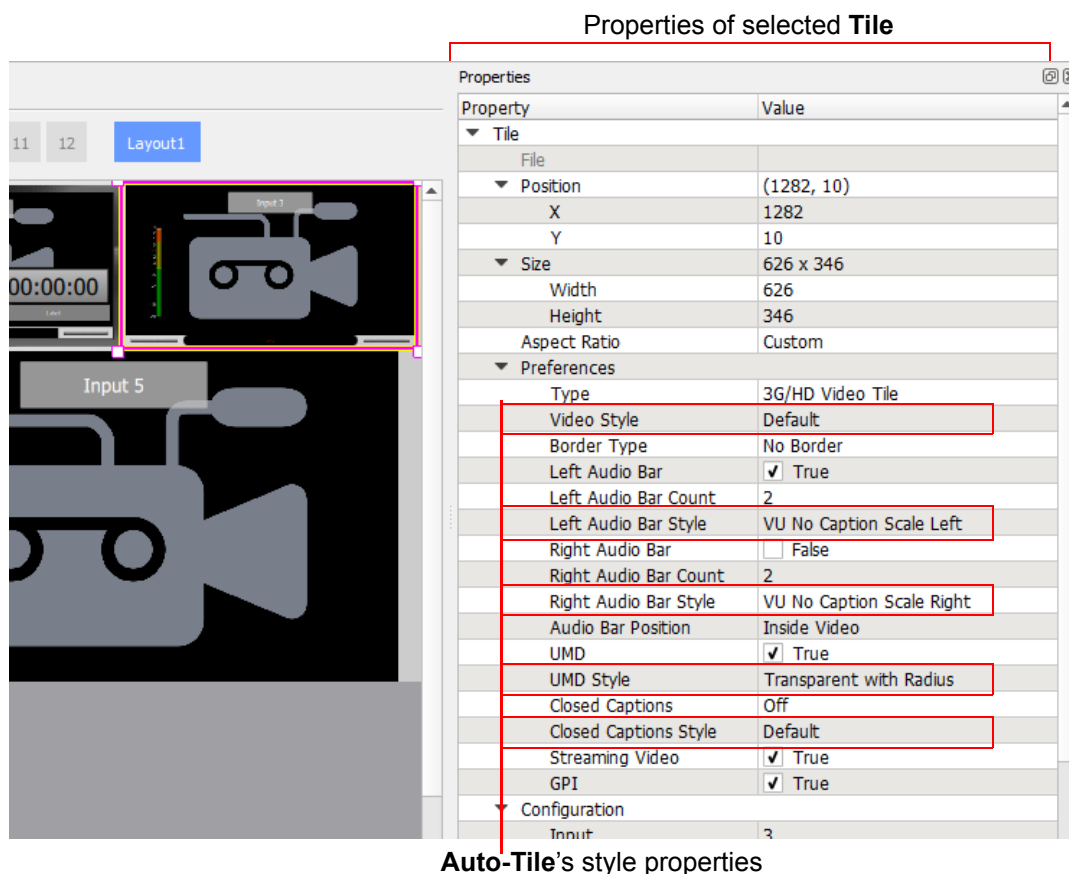 Properties of selected Tile
Properties
Property Value
Tile
File
Position (1282, 10)
X 1282
Y 10
Size 626 x 346
Width 626
Height 346
Aspect Ratio Custom
Preferences
Type 3G/HD Video Tile
Video Style Default
Border Type No Border
Left Audio Bar True
Left Audio Bar Count 2
Left Audio Bar Style VU No Caption Scale Left
Right Audio Bar False
Right Audio Bar Count 2
Right Audio Bar Style VU No Caption Scale Right
Audio Bar Position Inside Video
UMD True
UMD Style Transparent with Radius
Closed Captions Off
Closed Captions Style Default
Streaming Video True
GPI True
Configuration
Input 3
11 12 Layout1
Input 3
00:00:00
Label
Input 5
Auto-Tile's style properties